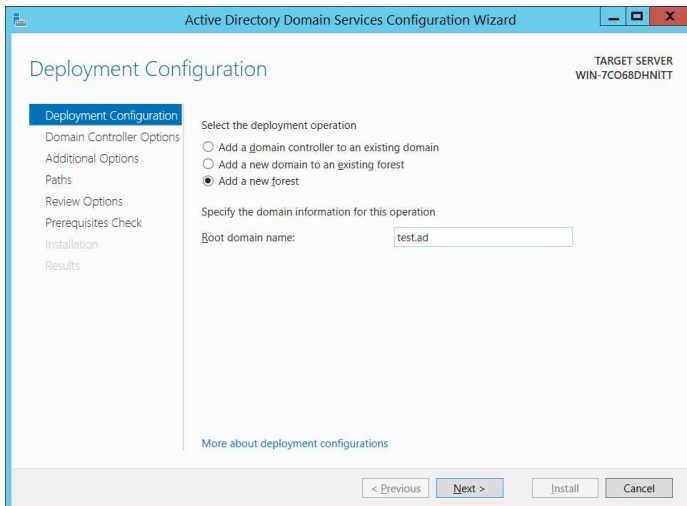 Active Directory Domain Services Configuration Wizard
Deployment Configuration
TARGET SERVER
WIN-7CO68DHNITT
Deployment Configuration
Domain Controller Options
Additional Options
Paths
Review Options
Prerequisites Check
Installation
Results
Select the deployment operation
Add a domain controller to an existing domain
Add a new domain to an existing forest
Add a new forest
Specify the domain information for this operation
Root domain name: test.ad
More about deployment configurations
< Previous Next > Install Cancel